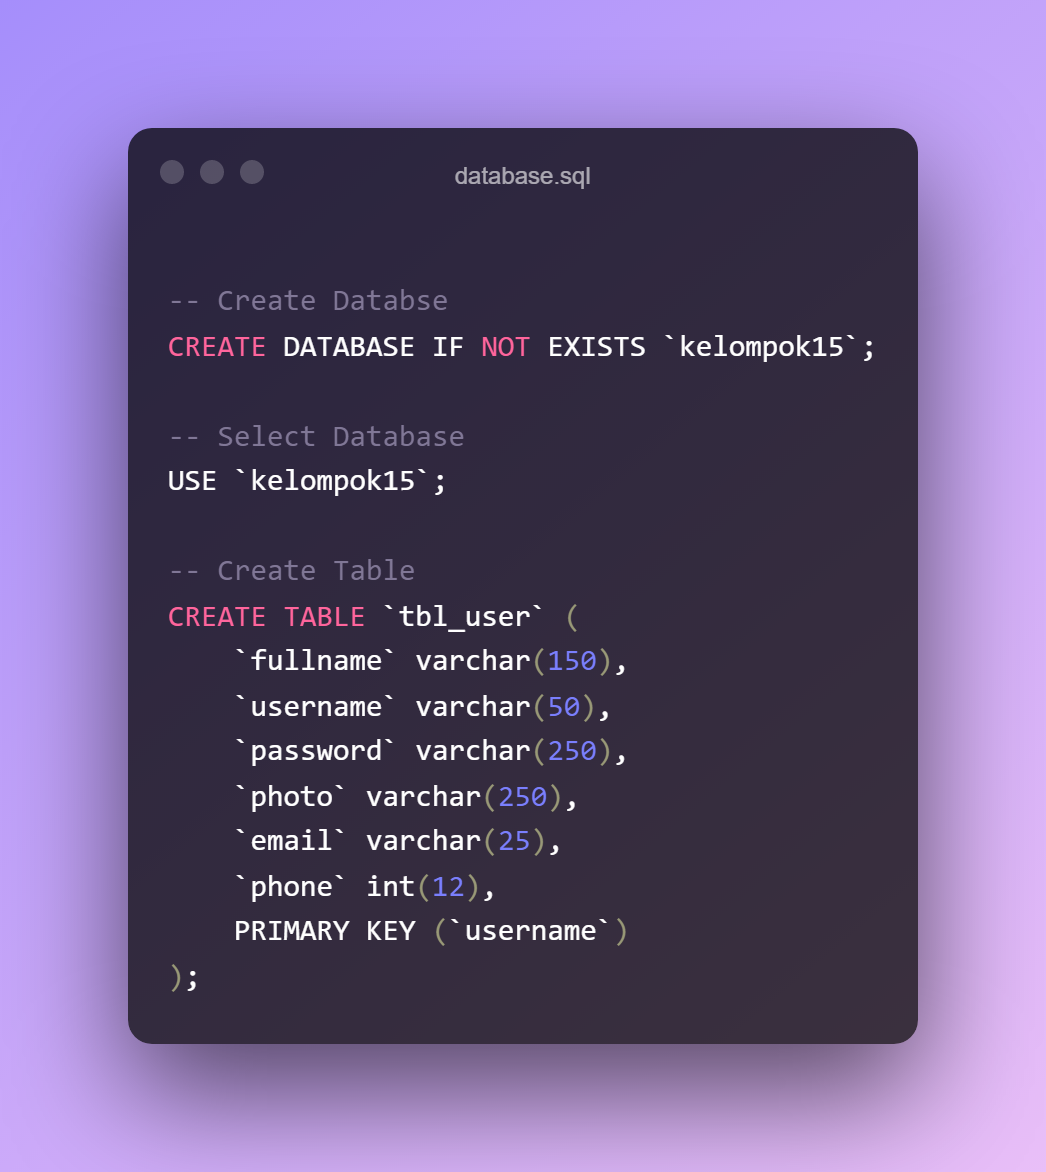 database.sql
-- Create Databse
CREATE DATABASE IF NOT EXISTS `kelompok15`;
-- Select Database
USE `kelompok15`;
-- Create Table
CREATE TABLE `tbl_user` (
    `fullname` varchar(150),
    `username` varchar(50),
    `password` varchar(250),
    `photo` varchar(250),
    `email` varchar(25),
    `phone` int(12),
    PRIMARY KEY (`username`)
);